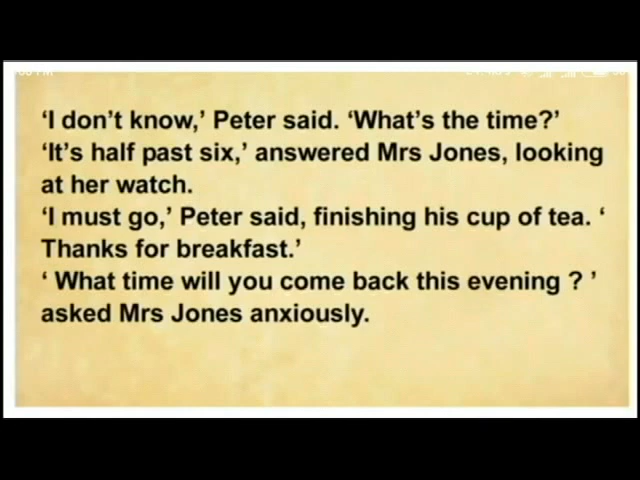 ‘I don’t know,’ Peter said. ‘What’s the time?’
‘It’s half past six,’ answered Mrs Jones, looking
at her watch.
‘I must go,’ Peter said, finishing his cup of tea. ‘
Thanks for breakfast.’
‘ What time will you come back this evening ? ’
asked Mrs Jones anxiously.